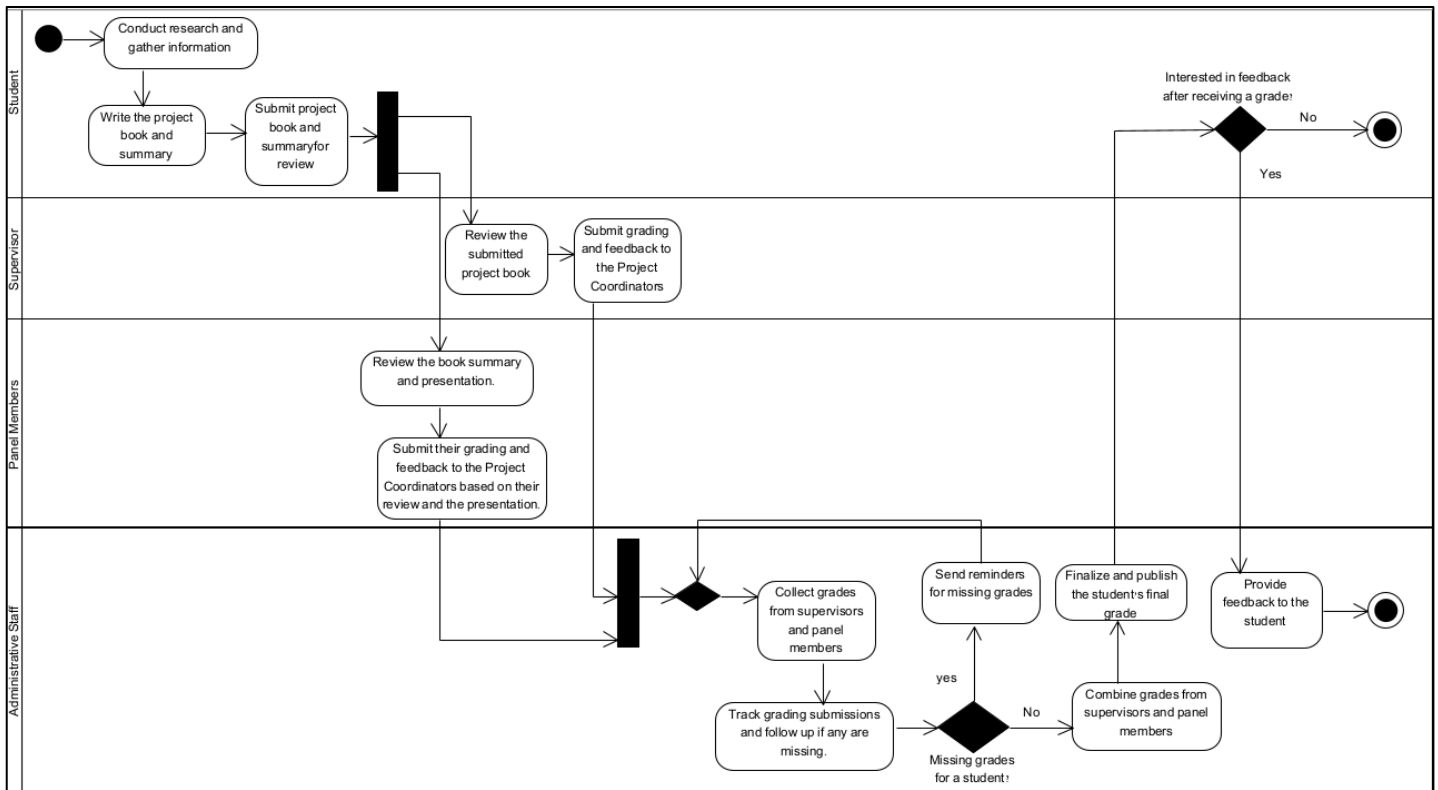 Student
Conduct research and
gather information
Write the project
book and
summary
Submit project
book and
summaryfor
review
Interested in feedback
after receiving a grade?
No
Yes
Supervisor
Review the
submitted
project book
Submit grading
and feedback to
the Project
Coordinators
Panel Members
Review the book summary
and presentation.
Submit their grading and
feedback to the Project
Coordinators based on their
review and the presentation.
Administrative Staff
Collect grades
from supervisors
and panel
members
Track grading submissions
and follow up if any are
missing.
Send reminders
for missing grades
yes
Missing grades
for a student?
No
Combine grades from
supervisors and panel
members
Finalize and publish
the student's final
grade
Provide
feedback to the
student